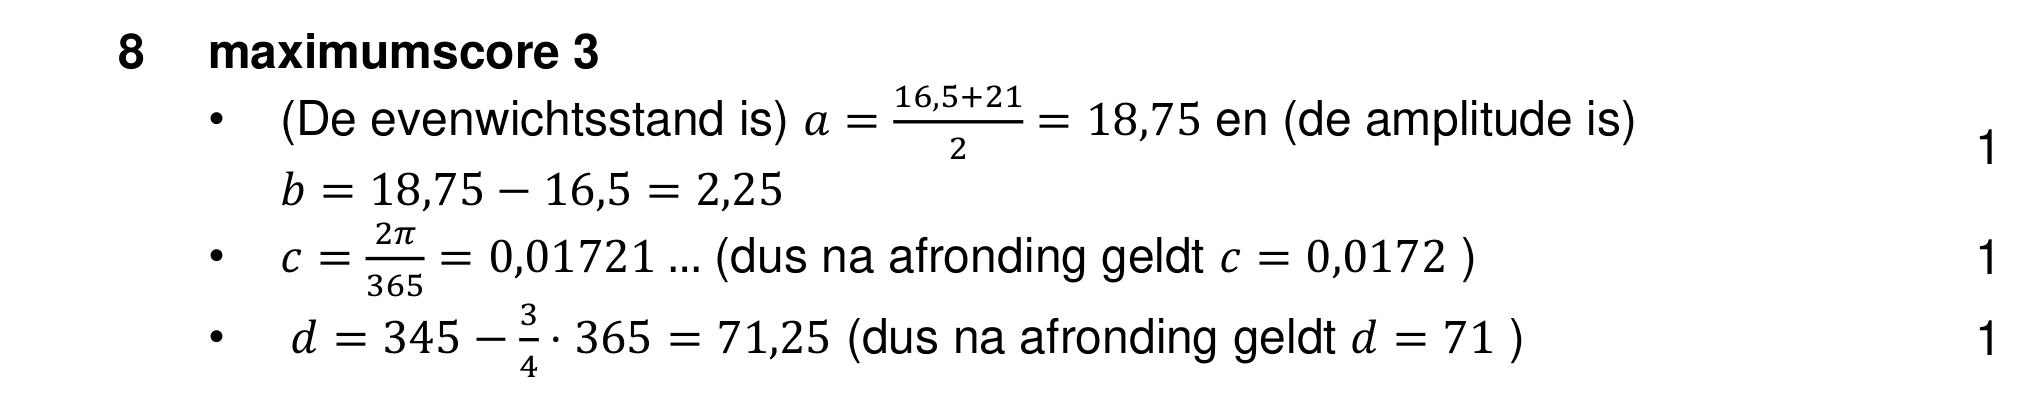 8 maximumscore 3
• (De evenwichtsstand is) a = (16,5+21)/2 = 18,75 en (de amplitude is)
b = 18,75 − 16,5 = 2,25 1
• c = 2π/365 = 0,01721 … (dus na afronding geldt c = 0,0172 ) 1
• d = 345 − 3/4 · 365 = 71,25 (dus na afronding geldt d = 71 ) 1